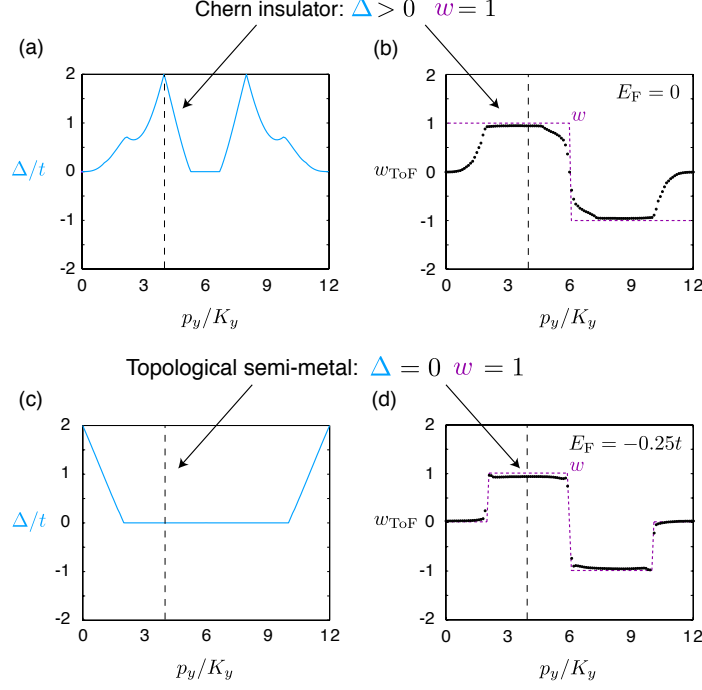 Chern insulator: Δ > 0 w = 1
(a)
(b)
2
1
0
-1
-2
Δ/t
0 3 6 9 12
p_y/K_y
2
1
0
-1
-2
w_ToF
w
E_F = 0
0 3 6 9 12
p_y/K_y
Topological semi-metal: Δ = 0 w = 1
(c)
(d)
2
1
0
-1
-2
Δ/t
0 3 6 9 12
p_y/K_y
2
1
0
-1
-2
w_ToF
w
E_F = −0.25t
0 3 6 9 12
p_y/K_y